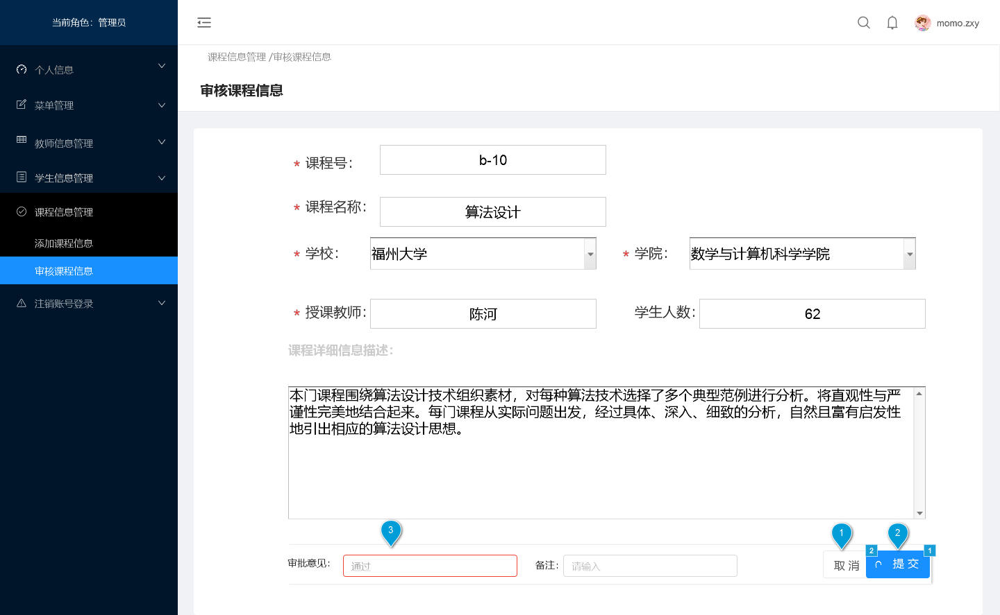 当前角色：管理员
momo.zxy
个人信息
菜单管理
教师信息管理
学生信息管理
课程信息管理
添加课程信息
审核课程信息
注销账号登录
课程信息管理 /审核课程信息
审核课程信息
* 课程号： b-10
* 课程名称： 算法设计
* 学校： 福州大学 * 学院： 数学与计算机科学学院
* 授课教师： 陈河 学生人数： 62
课程详细信息描述：
本门课程围绕算法设计技术组织素材，对每种算法技术选择了多个典型范例进行分析。将直观性与严
谨性完美地结合起来。每门课程从实际问题出发，经过具体、深入、细致的分析，自然且富有启发性
地引出相应的算法设计思想。
3 1 2
2 1
审批意见： 通过 备注： 请输入 取 消 提 交